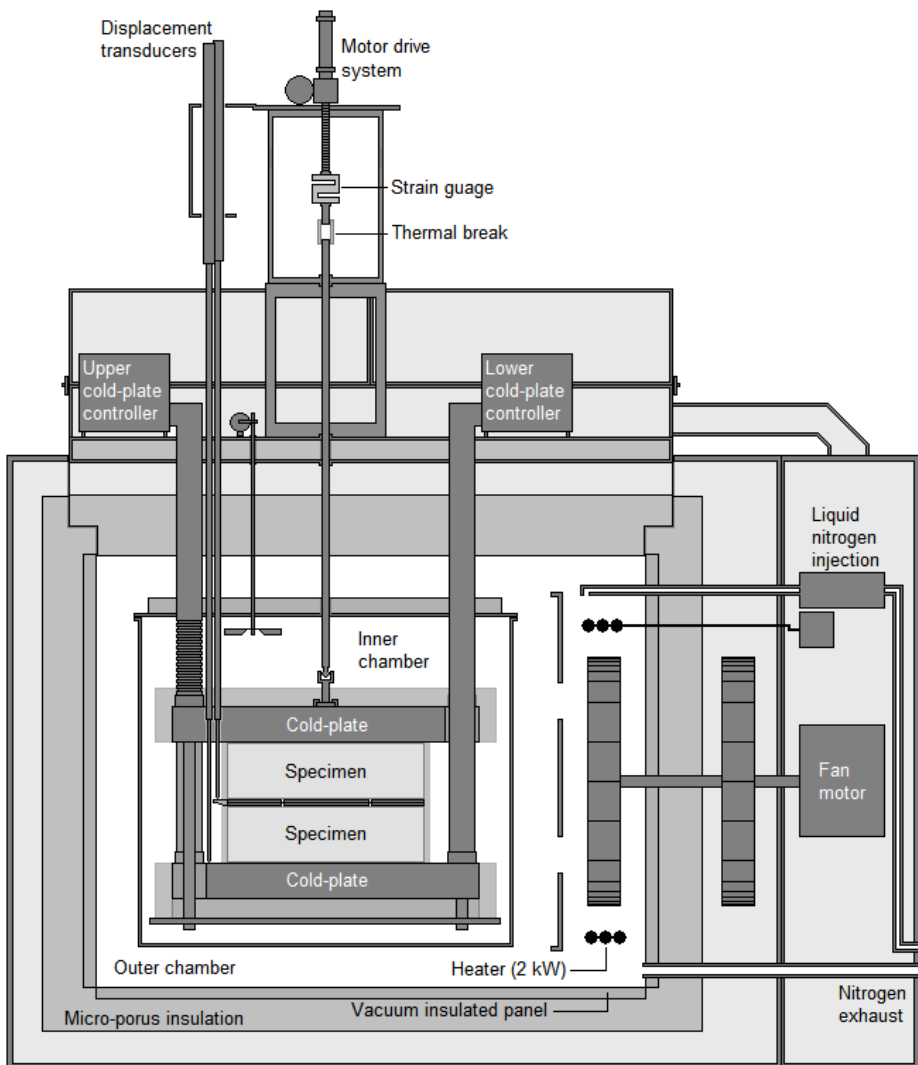 Displacement
transducers
Motor drive
system
Strain guage
Thermal break
Upper
cold-plate
controller
Lower
cold-plate
controller
Liquid
nitrogen
injection
Inner
chamber
Cold-plate
Specimen
Fan
motor
Specimen
Cold-plate
Outer chamber
Heater (2 kW)
Vacuum insulated panel
Nitrogen
exhaust
Micro-porus insulation